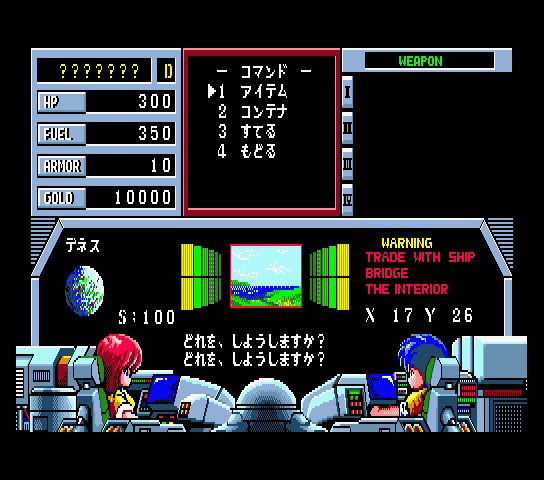 ??????? D
HP 300
FUEL 350
ARMOR 10
GOLD 10000
— コマンド —
▶1 アイテム
2 コンテナ
3 すてる
4 もどる
WEAPON
I
II
III
IV
テネス
S:100
WARNING
TRADE WITH SHIP
BRIDGE
THE INTERIOR
X 17 Y 26
どれを、しようしますか?
どれを、しようしますか?